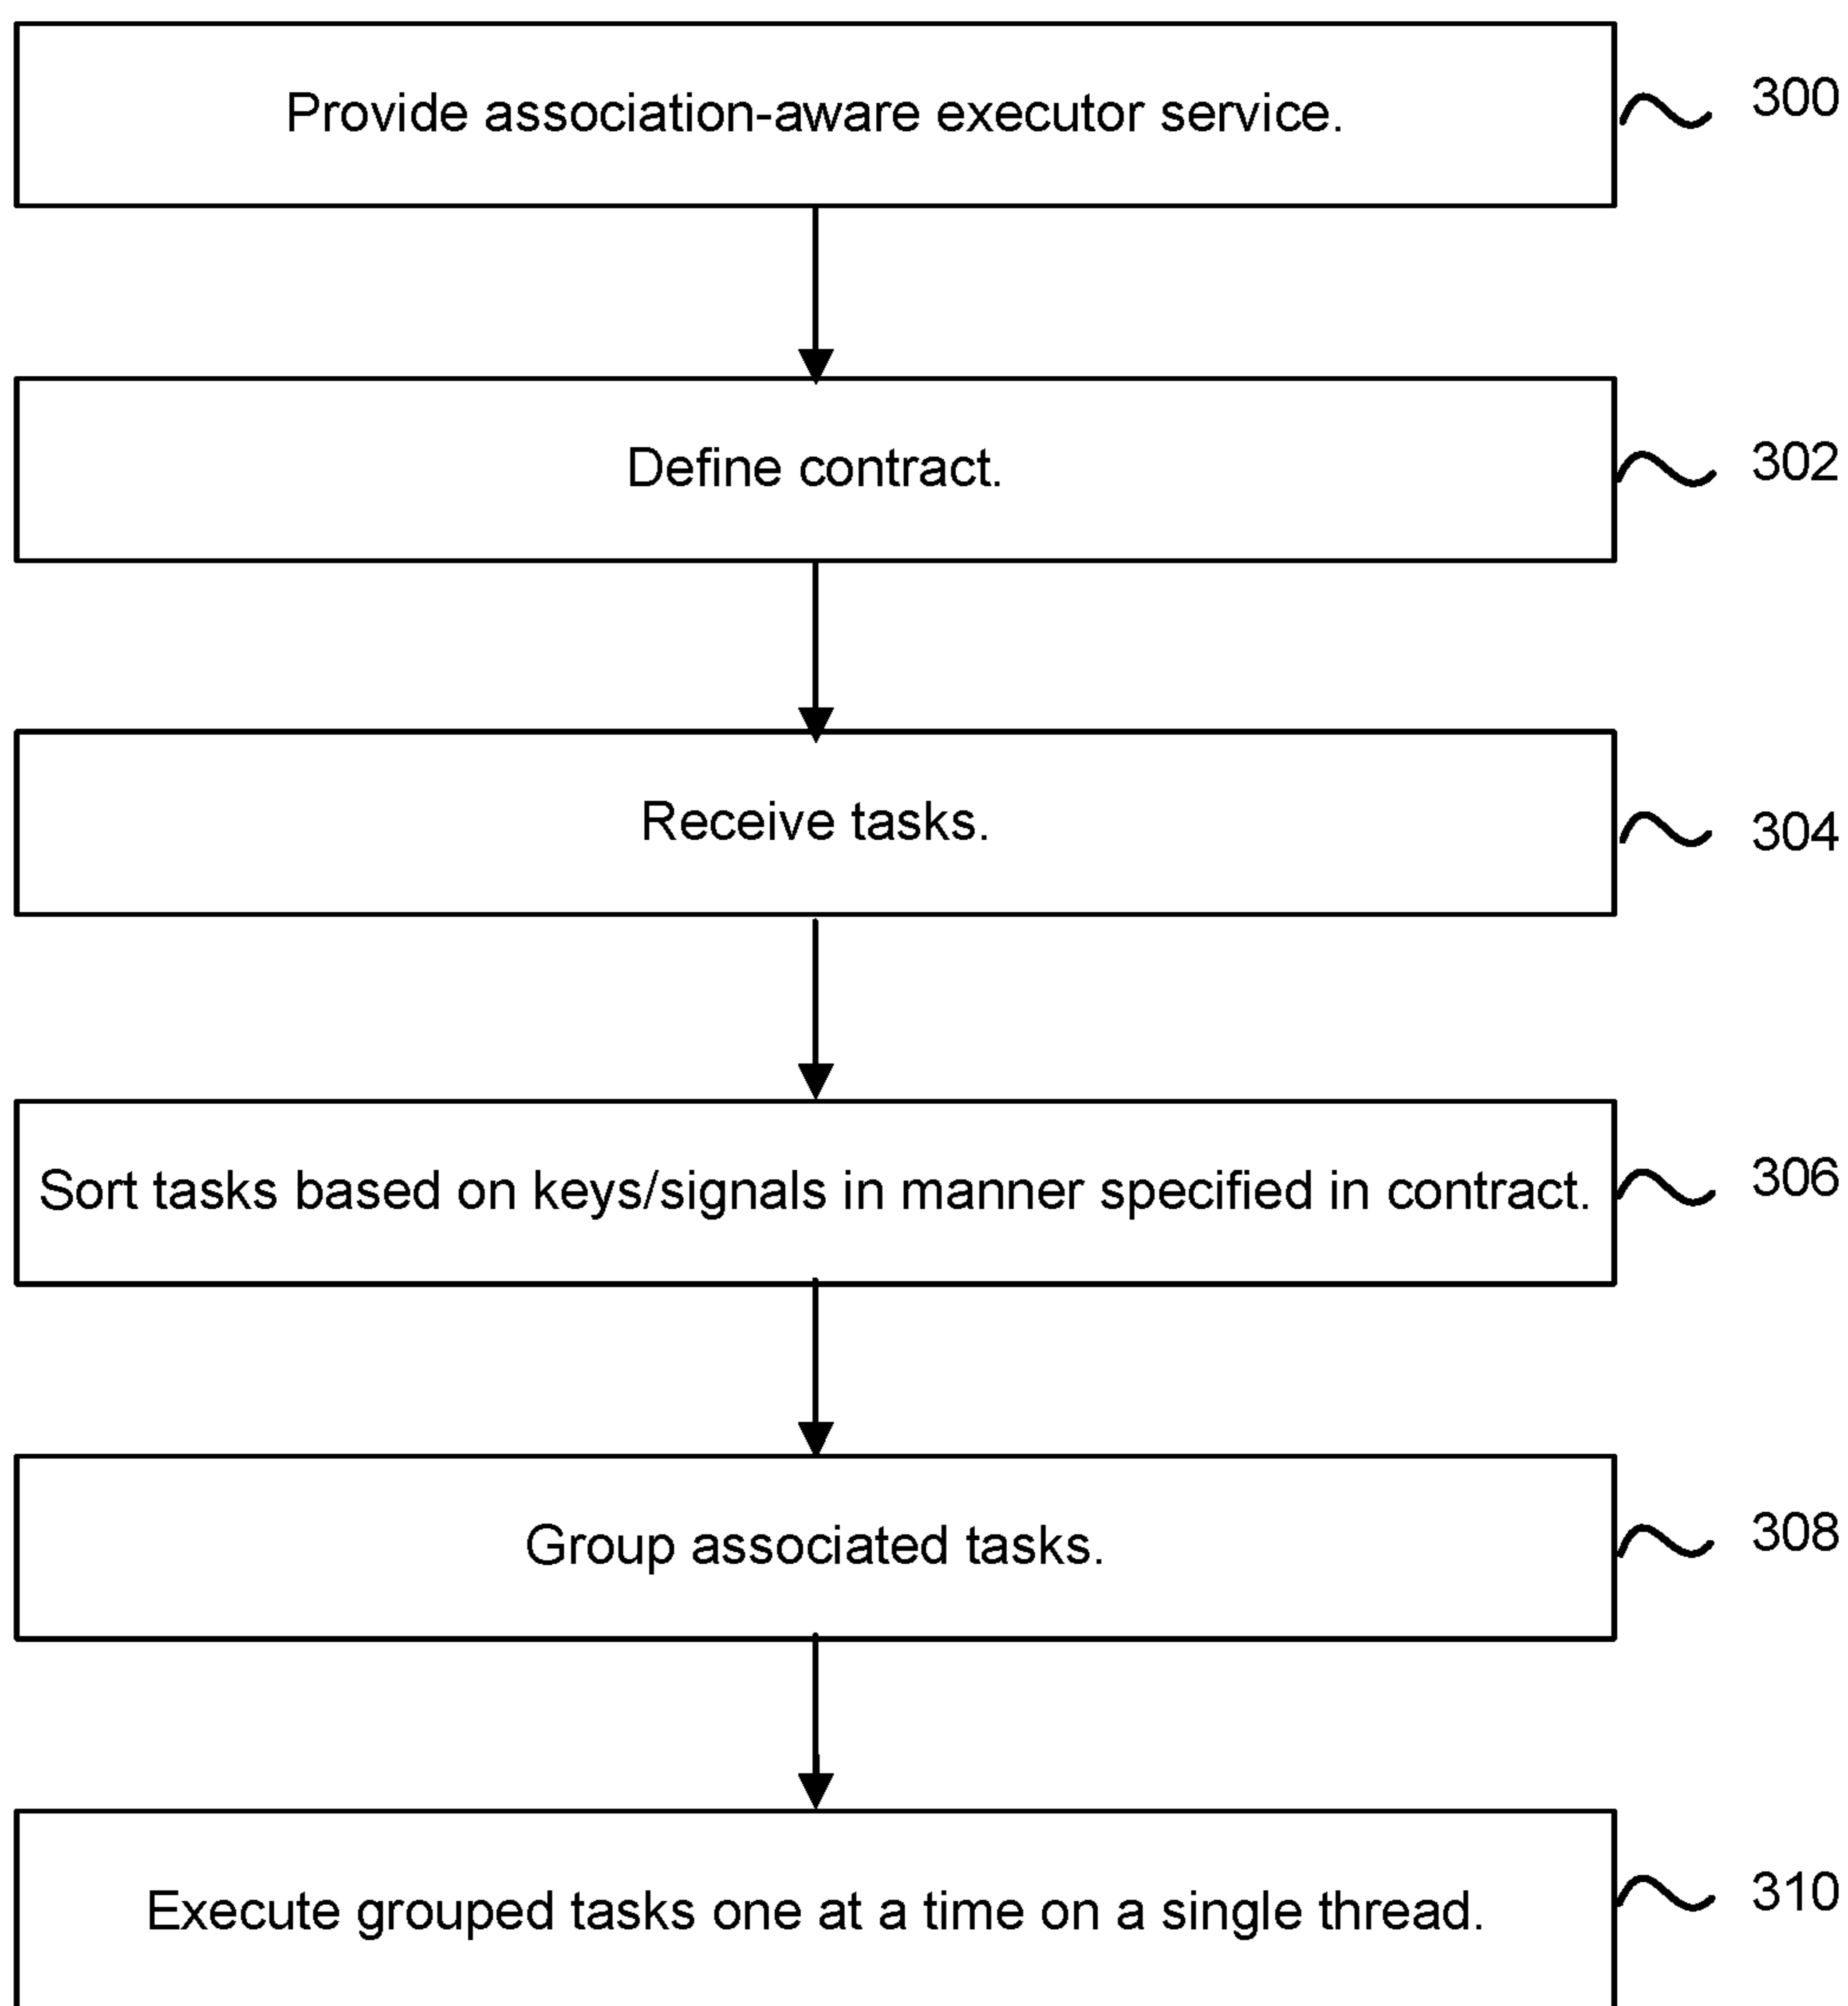 Provide association-aware executor service.
300
Define contract.
302
Receive tasks.
304
Sort tasks based on keys/signals in manner specified in contract.
306
Group associated tasks.
308
Execute grouped tasks one at a time on a single thread.
310